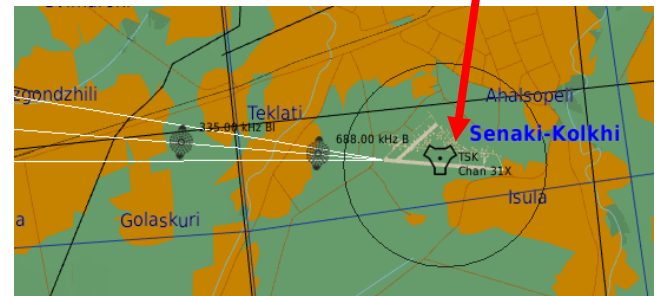 zgondzhili
Teklati
Ahalsopeli
335.00 kHz BI
688.00 kHz B
Senaki-Kolkhi
TSK
Chan 31X
Isula
a
Golaskuri